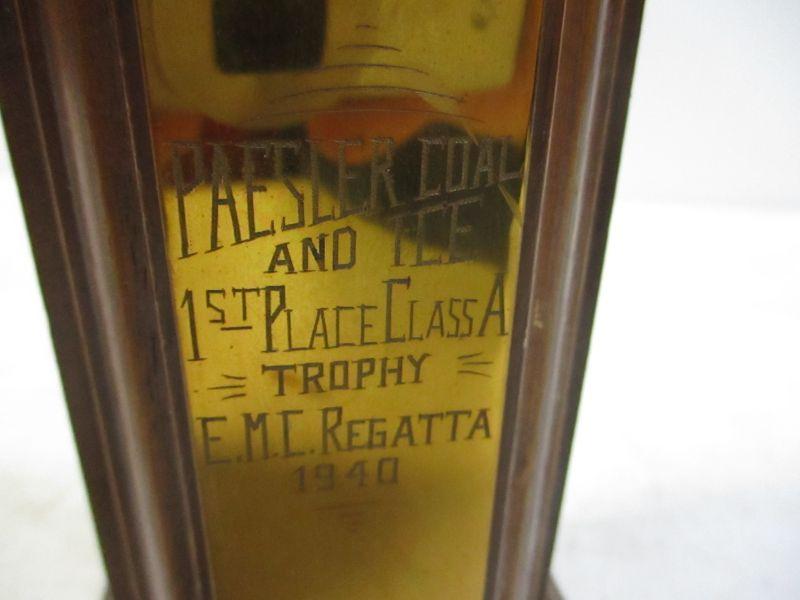 PAESLER COAL
AND ICE
1ST PLACE CLASS A
TROPHY
E.M.C. REGATTA
1940